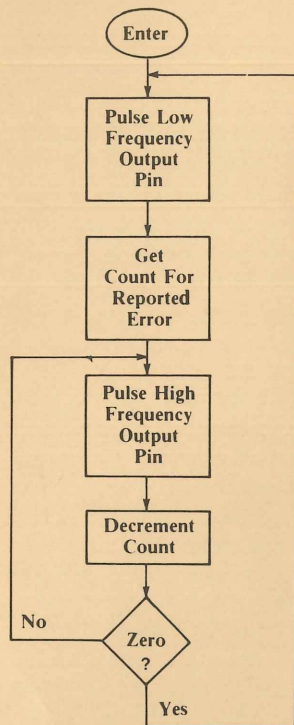 Enter
Pulse Low
Frequency
Output
Pin
Get
Count For
Reported
Error
Pulse High
Frequency
Output
Pin
Decrement
Count
No
Zero
?
Yes